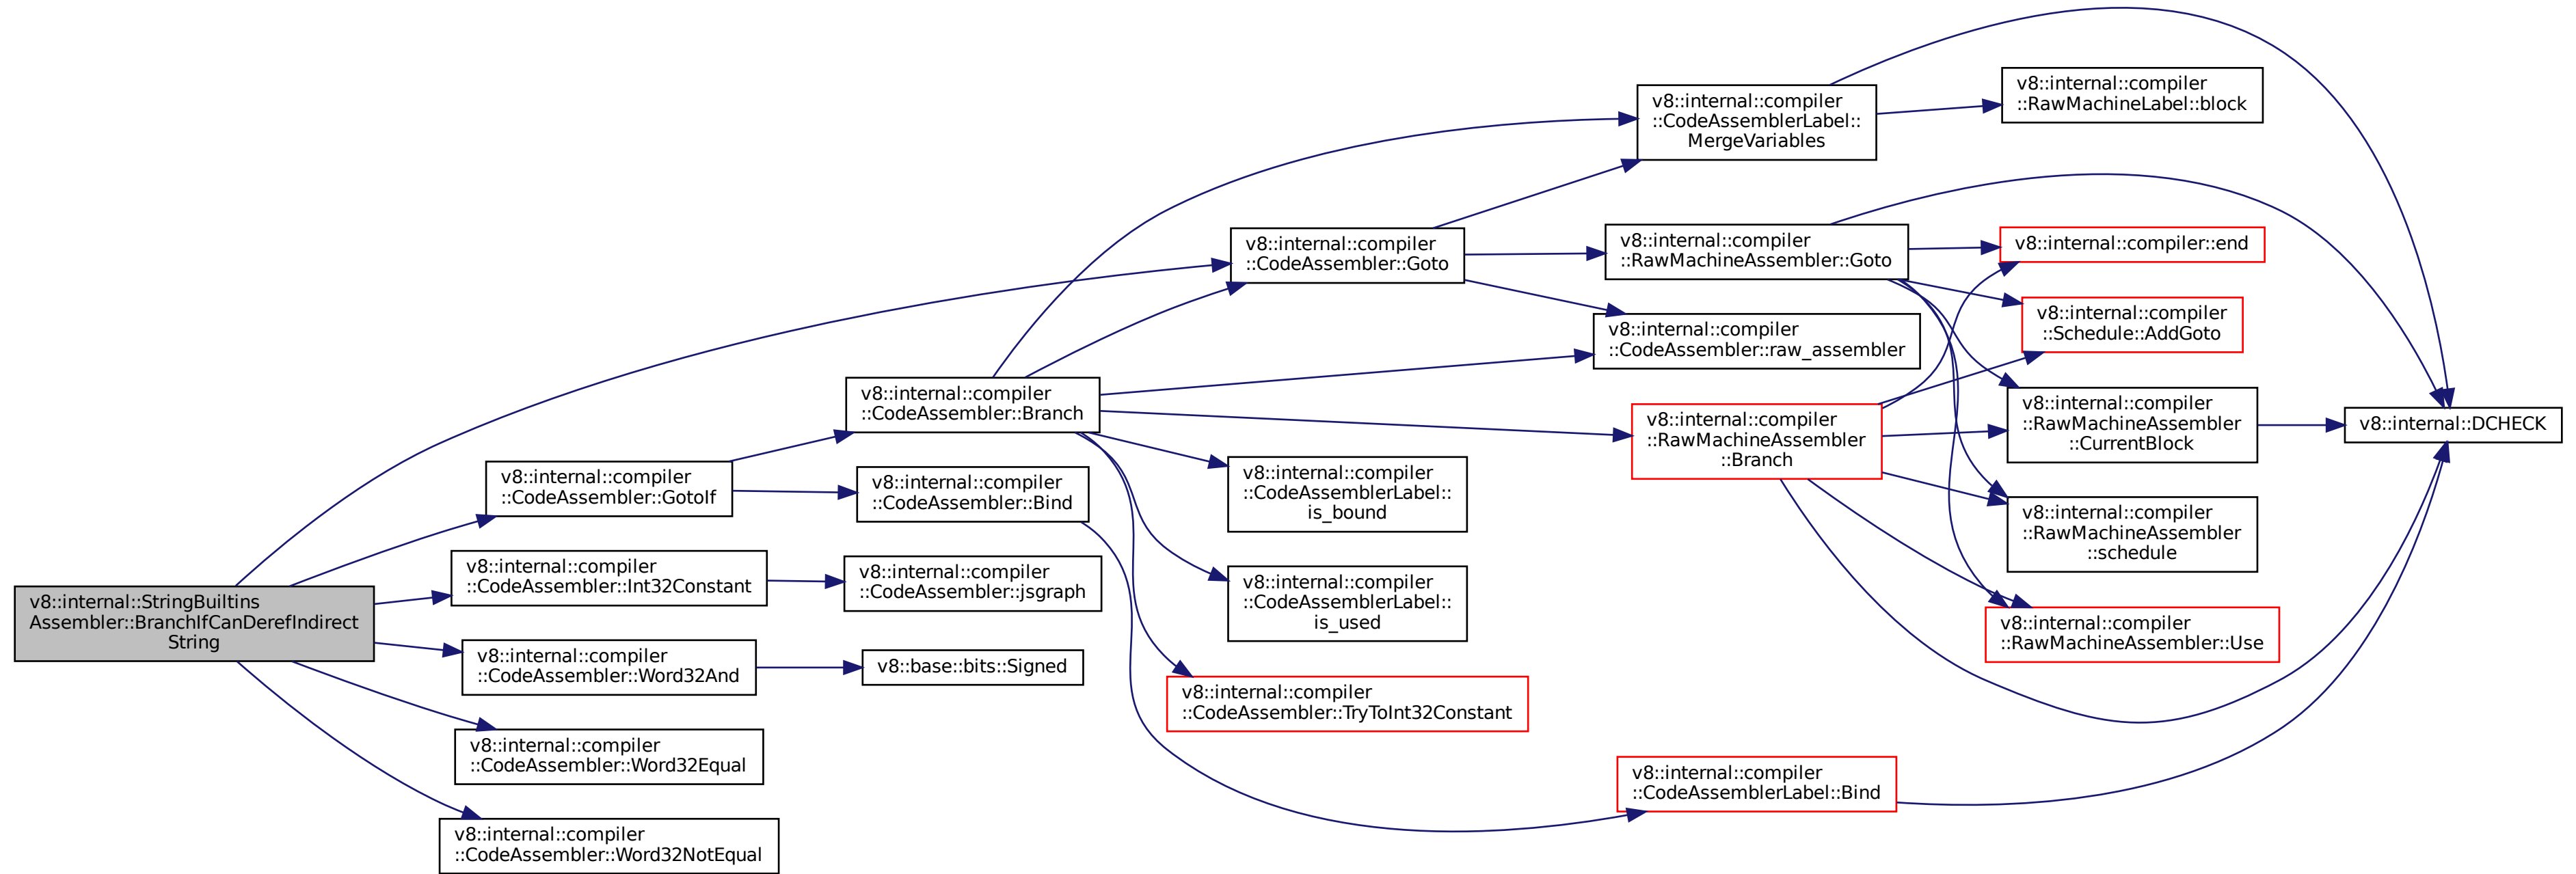 v8::internal::StringBuiltins
Assembler::BranchIfCanDerefIndirect
String
v8::internal::compiler
::CodeAssembler::GotoIf
v8::internal::compiler
::CodeAssembler::Int32Constant
v8::internal::compiler
::CodeAssembler::Word32And
v8::internal::compiler
::CodeAssembler::Word32Equal
v8::internal::compiler
::CodeAssembler::Word32NotEqual
v8::internal::compiler
::CodeAssembler::Branch
v8::internal::compiler
::CodeAssembler::Bind
v8::internal::compiler
::CodeAssembler::jsgraph
v8::base::bits::Signed
v8::internal::compiler
::CodeAssembler::Goto
v8::internal::compiler
::CodeAssemblerLabel::
is_bound
v8::internal::compiler
::CodeAssemblerLabel::
is_used
v8::internal::compiler
::CodeAssembler::TryToInt32Constant
v8::internal::compiler
::CodeAssemblerLabel::
MergeVariables
v8::internal::compiler
::RawMachineAssembler::Goto
v8::internal::compiler
::CodeAssembler::raw_assembler
v8::internal::compiler
::RawMachineAssembler
::Branch
v8::internal::compiler
::CodeAssemblerLabel::Bind
v8::internal::compiler
::RawMachineLabel::block
v8::internal::compiler::end
v8::internal::compiler
::Schedule::AddGoto
v8::internal::compiler
::RawMachineAssembler
::CurrentBlock
v8::internal::compiler
::RawMachineAssembler
::schedule
v8::internal::compiler
::RawMachineAssembler::Use
v8::internal::DCHECK